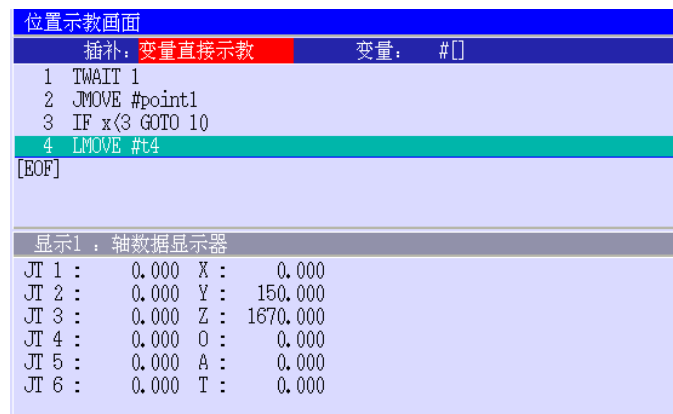 位置示教画面
插补：变量直接示教 变量： #[]
1 TWAIT 1
2 JMOVE #point1
3 IF x<3 GOTO 10
4 LMOVE #t4
[EOF]
显示1 ：轴数据显示器
JT 1 : 0.000 X : 0.000
JT 2 : 0.000 Y : 150.000
JT 3 : 0.000 Z : 1670.000
JT 4 : 0.000 O : 0.000
JT 5 : 0.000 A : 0.000
JT 6 : 0.000 T : 0.000